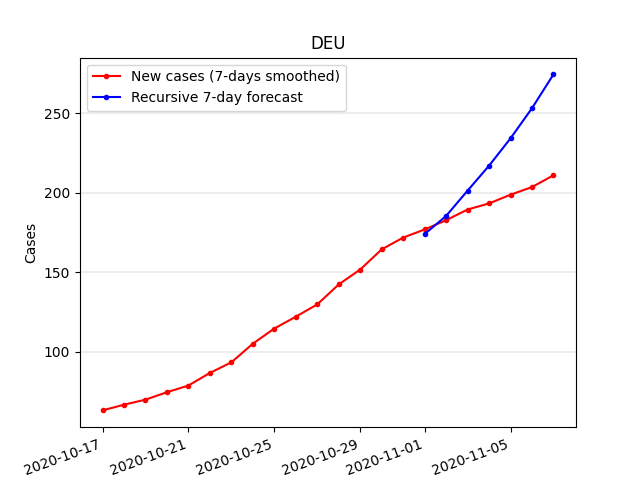 DEU
New cases (7-days smoothed)
Recursive 7-day forecast
Cases
250
200
150
100
2020-10-17
2020-10-21
2020-10-25
2020-10-29
2020-11-01
2020-11-05